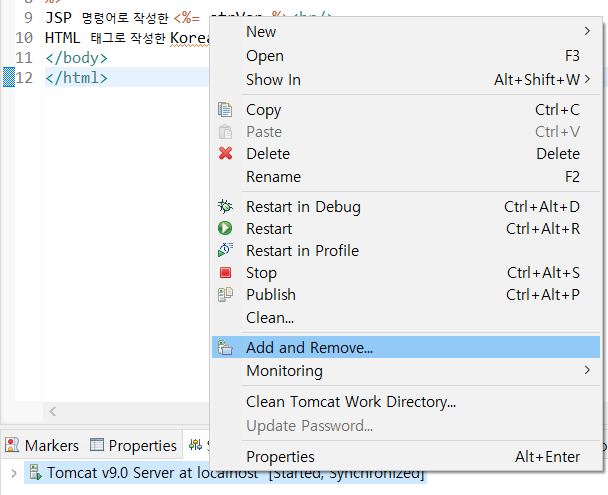 %>
9 JSP 명령어로 작성한 <%=
10 HTML 태그로 작성한 Korea
11 </body>
12 </html>
New
Open F3
Show In Alt+Shift+W
Copy Ctrl+C
Paste Ctrl+V
Delete Delete
Rename F2
Restart in Debug Ctrl+Alt+D
Restart Ctrl+Alt+R
Restart in Profile
Stop Ctrl+Alt+S
Publish Ctrl+Alt+P
Clean...
Add and Remove...
Monitoring
Clean Tomcat Work Directory...
Update Password...
Properties Alt+Enter
Markers Properties
Tomcat v9.0 Server at localhost [Started, Synchronized]